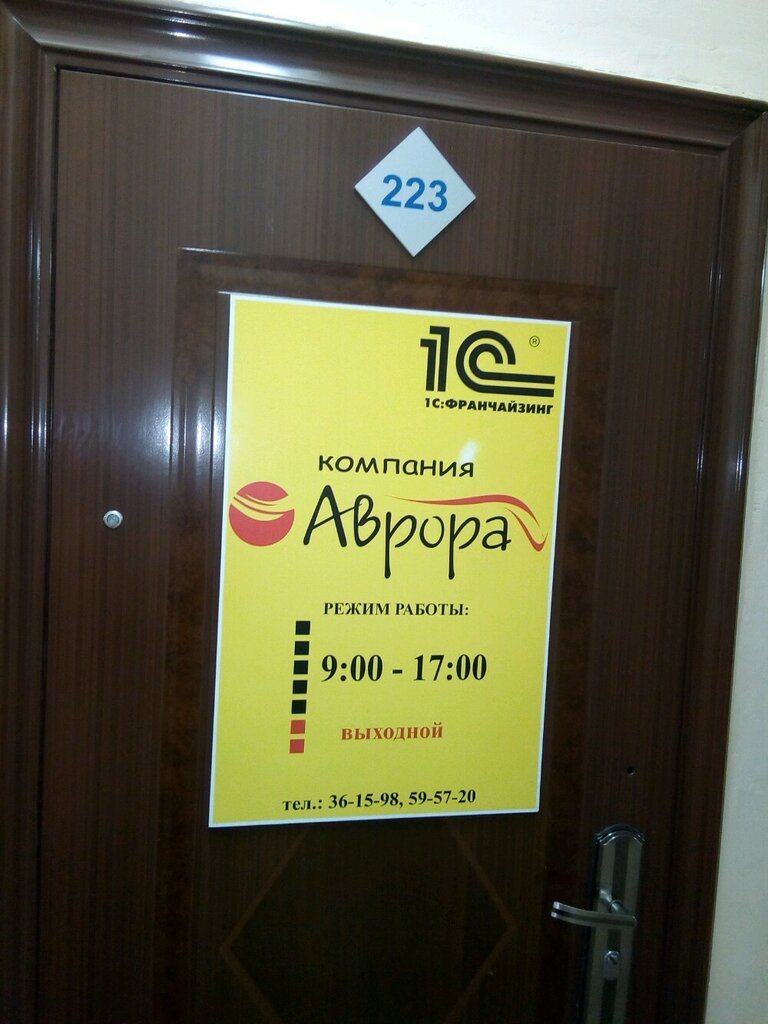 223
1С ®
1С:ФРАНЧАЙЗИНГ
компания
Аврора
РЕЖИМ РАБОТЫ:
9:00 - 17:00
ВЫХОДНОЙ
тел.: 36-15-98, 59-57-20